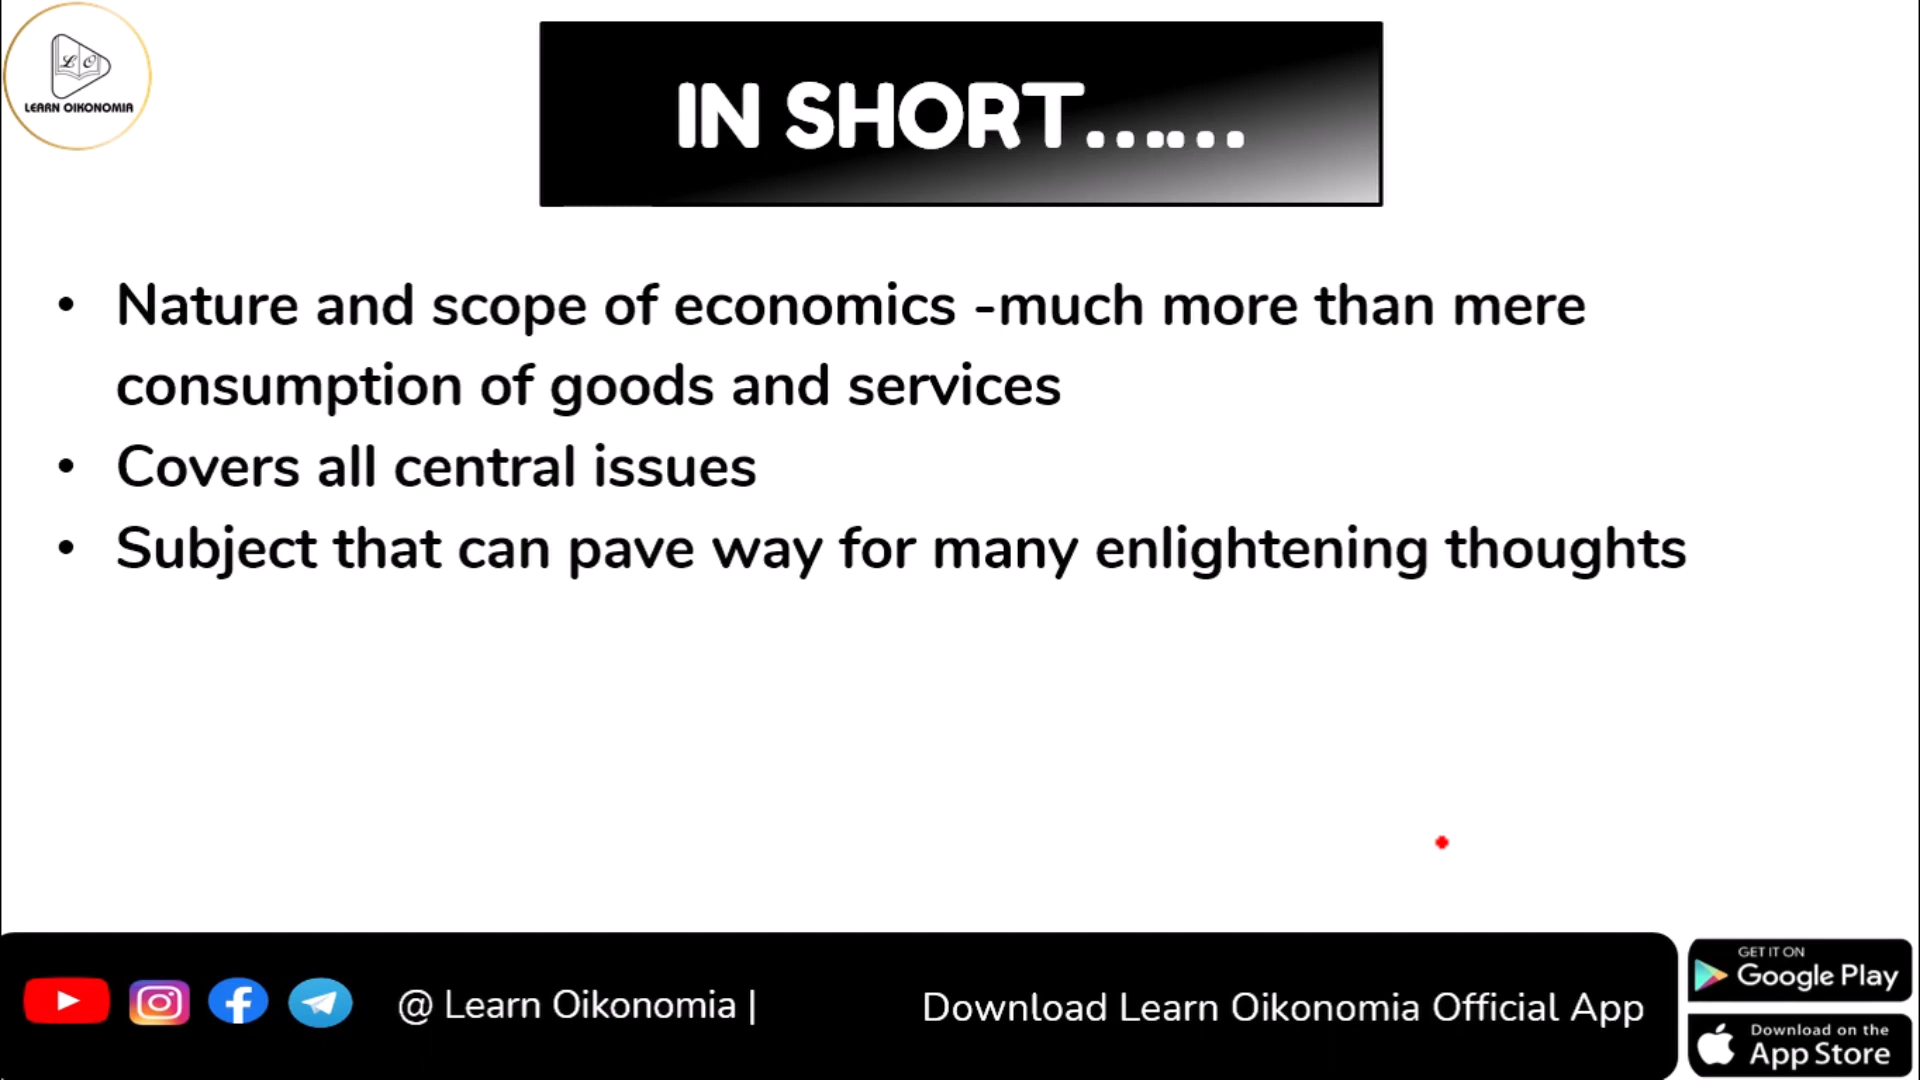 LO
LEARN OIKONOMIA
IN SHORT......
• Nature and scope of economics -much more than mere
consumption of goods and services
• Covers all central issues
• Subject that can pave way for many enlightening thoughts
@ Learn Oikonomia |
Download Learn Oikonomia Official App
GET IT ON
Google Play
Download on the
App Store